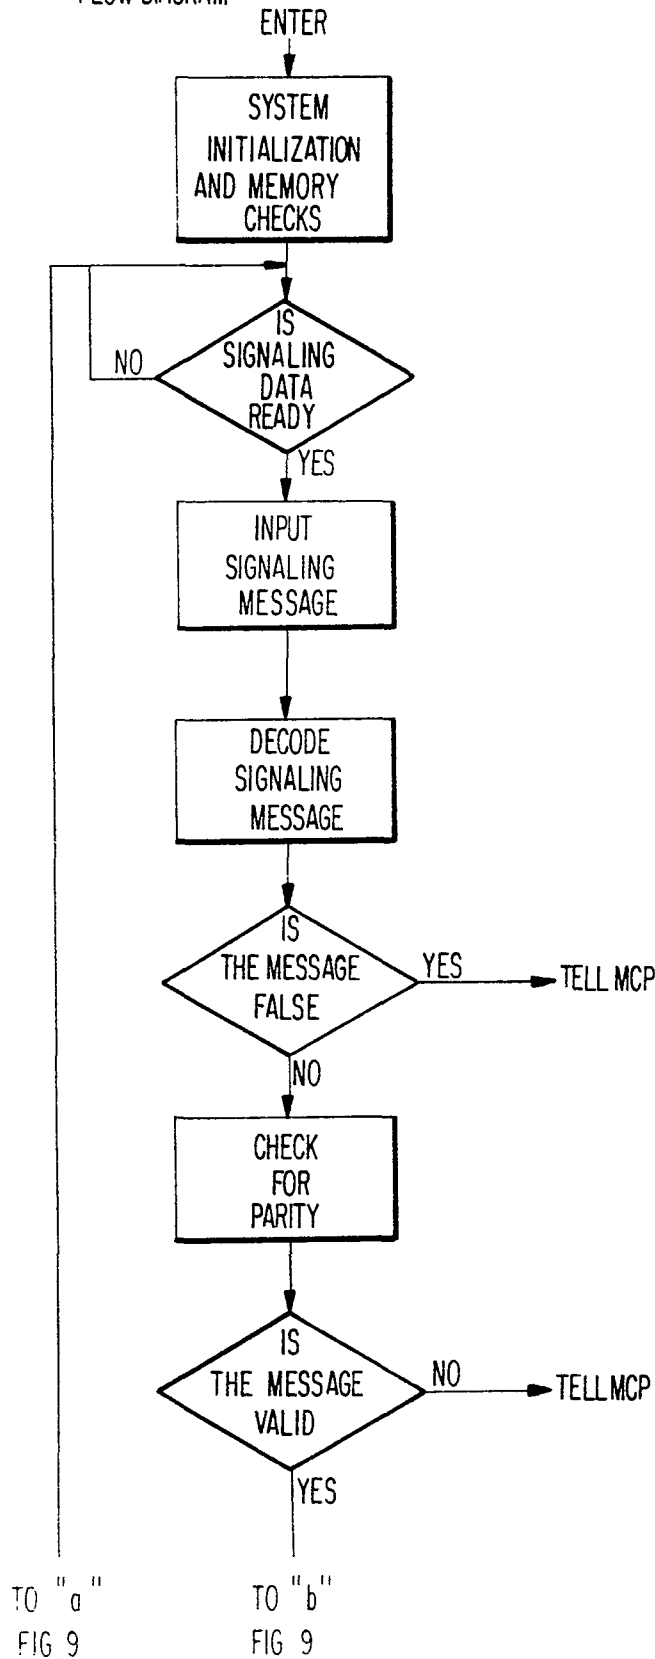 FLOW DIAGRAM
ENTER
SYSTEM
INITIALIZATION
AND MEMORY
CHECKS
IS
SIGNALING
DATA
READY
NO
YES
INPUT
SIGNALING
MESSAGE
DECODE
SIGNALING
MESSAGE
IS
THE MESSAGE
FALSE
YES
TELL MCP
NO
CHECK
FOR
PARITY
IS
THE MESSAGE
VALID
NO
TELL MCP
YES
TO "a"
FIG 9
TO "b"
FIG 9